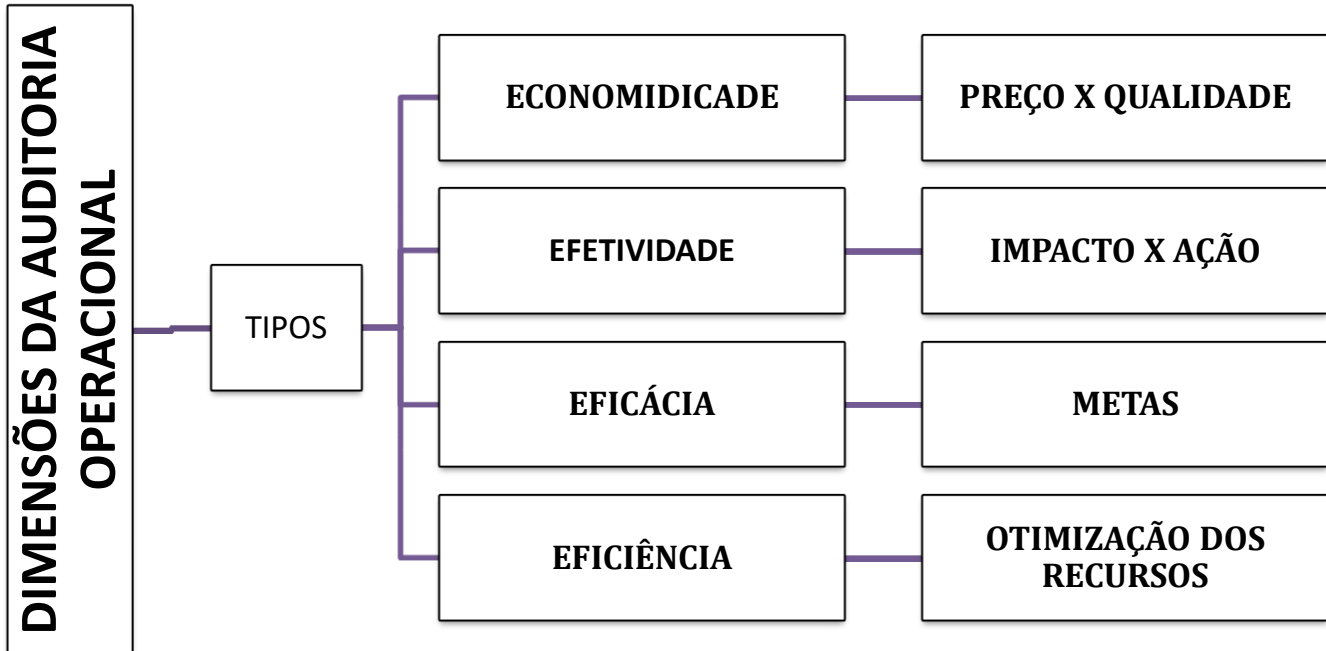 DIMENSÕES DA AUDITORIA
OPERACIONAL
TIPOS
ECONOMIDICADE
PREÇO X QUALIDADE
EFETIVIDADE
IMPACTO X AÇÃO
EFICÁCIA
METAS
EFICIÊNCIA
OTIMIZAÇÃO DOS
RECURSOS